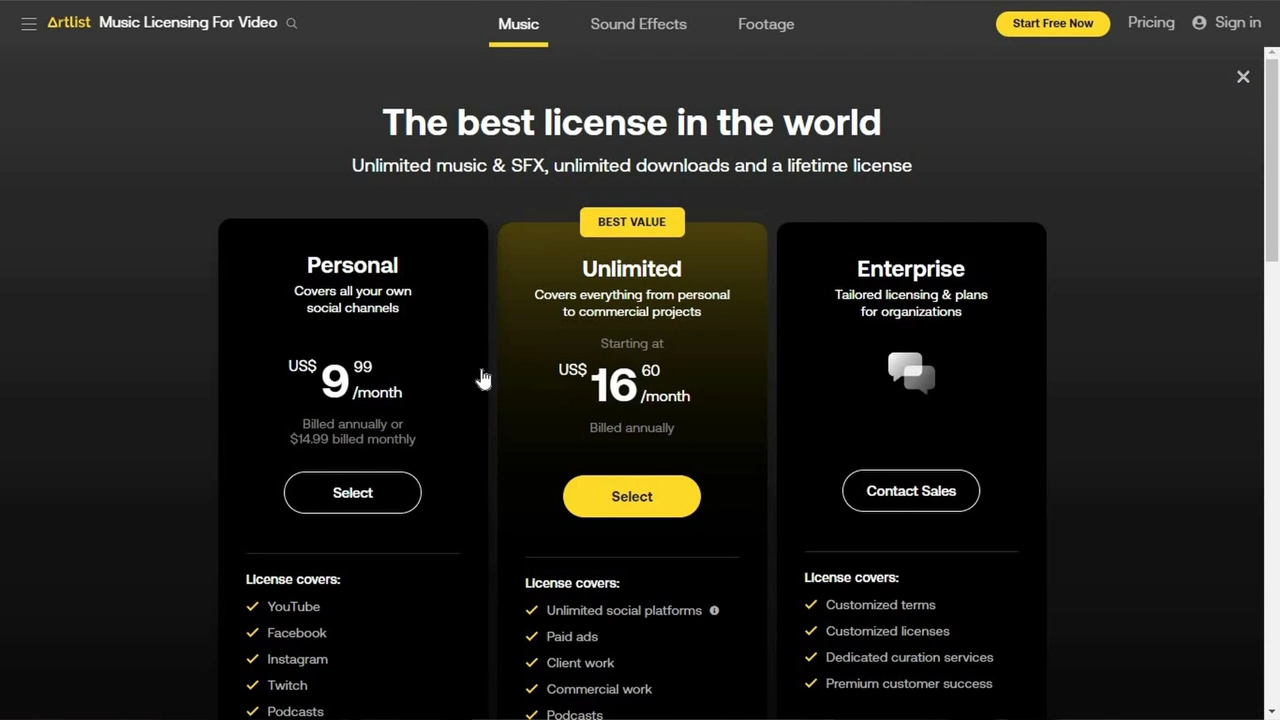 Artlist Music Licensing For Video
Music Sound Effects Footage
Start Free Now Pricing Sign in
The best license in the world
Unlimited music & SFX, unlimited downloads and a lifetime license
Personal
Covers all your own
social channels
US$ 9 99
/month
Billed annually or
$14.99 billed monthly
Select
License covers:
YouTube
Facebook
Instagram
Twitch
Podcasts
BEST VALUE
Unlimited
Covers everything from personal
to commercial projects
Starting at
US$ 16 60
/month
Billed annually
Select
License covers:
Unlimited social platforms
Paid ads
Client work
Commercial work
Podcasts
Enterprise
Tailored licensing & plans
for organizations
Contact Sales
License covers:
Customized terms
Customized licenses
Dedicated curation services
Premium customer success